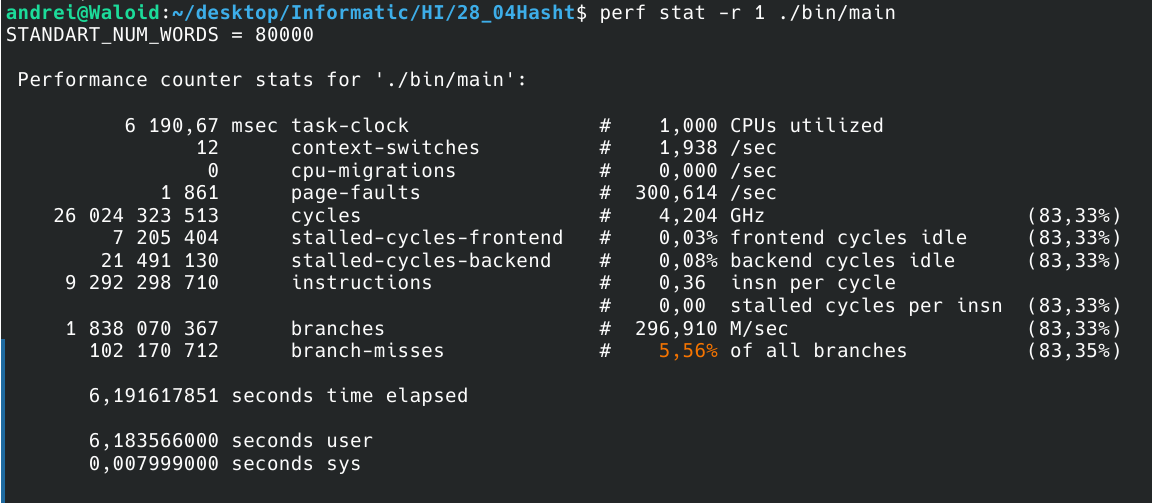 andrei@Waloid:~/desktop/Informatic/HI/28_04Hasht$ perf stat -r 1 ./bin/main
STANDART_NUM_WORDS = 80000
Performance counter stats for './bin/main':
6 190,67 msec task-clock # 1,000 CPUs utilized
12 context-switches # 1,938 /sec
0 cpu-migrations # 0,000 /sec
1 861 page-faults # 300,614 /sec
26 024 323 513 cycles # 4,204 GHz (83,33%)
7 205 404 stalled-cycles-frontend # 0,03% frontend cycles idle (83,33%)
21 491 130 stalled-cycles-backend # 0,08% backend cycles idle (83,33%)
9 292 298 710 instructions # 0,36 insn per cycle
# 0,00 stalled cycles per insn (83,33%)
1 838 070 367 branches # 296,910 M/sec (83,33%)
102 170 712 branch-misses # 5,56% of all branches (83,35%)
6,191617851 seconds time elapsed
6,183566000 seconds user
0,007999000 seconds sys